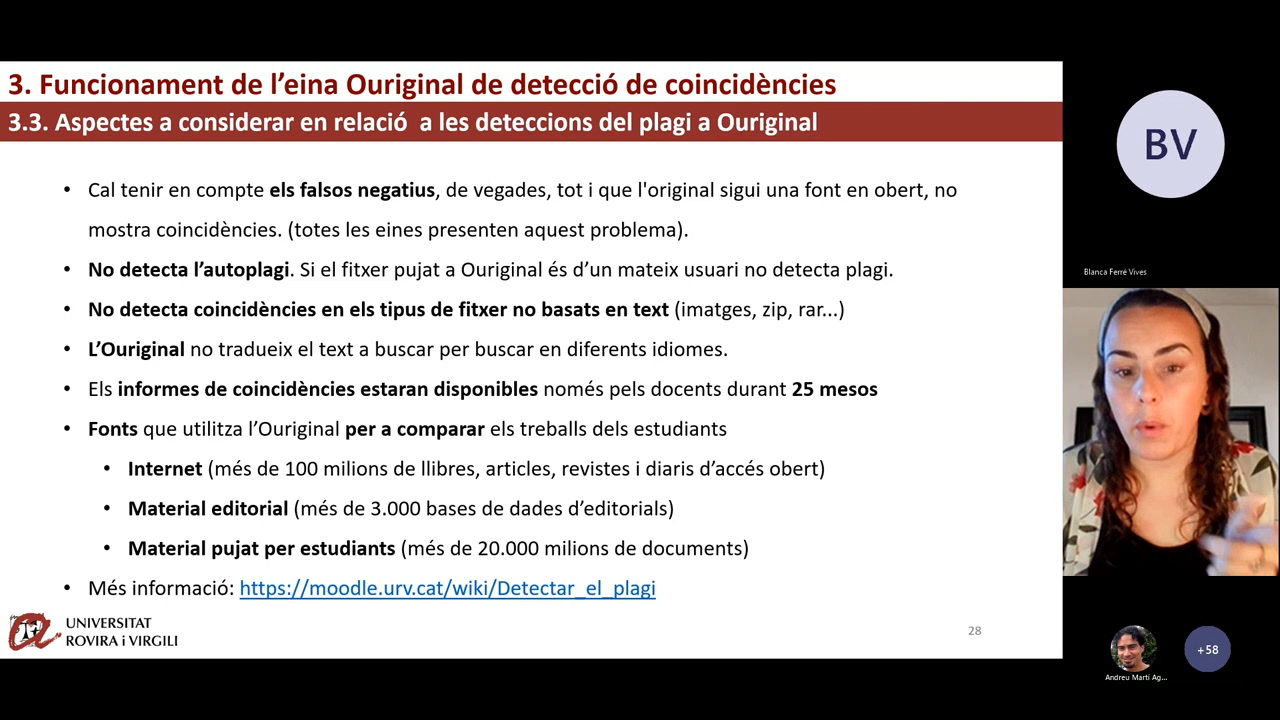 3. Funcionament de l’eina Ouriginal de detecció de coincidències
3.3. Aspectes a considerar en relació  a les deteccions del plagi a Ouriginal
• Cal tenir en compte els falsos negatius, de vegades, tot i que l'original sigui una font en obert, no
mostra coincidències. (totes les eines presenten aquest problema).
• No detecta l’autoplagi. Si el fitxer pujat a Ouriginal és d’un mateix usuari no detecta plagi.
• No detecta coincidències en els tipus de fitxer no basats en text (imatges, zip, rar...)
• L’Ouriginal no tradueix el text a buscar per buscar en diferents idiomes.
• Els informes de coincidències estaran disponibles només pels docents durant 25 mesos
• Fonts que utilitza l’Ouriginal per a comparar els treballs dels estudiants
• Internet (més de 100 milions de llibres, articles, revistes i diaris d’accés obert)
• Material editorial (més de 3.000 bases de dades d’editorials)
• Material pujat per estudiants (més de 20.000 milions de documents)
• Més informació: https://moodle.urv.cat/wiki/Detectar_el_plagi
UNIVERSITAT
ROVIRA i VIRGILI
28
BV
Blanca Ferré Vives
Andreu Martí Ag...
+58